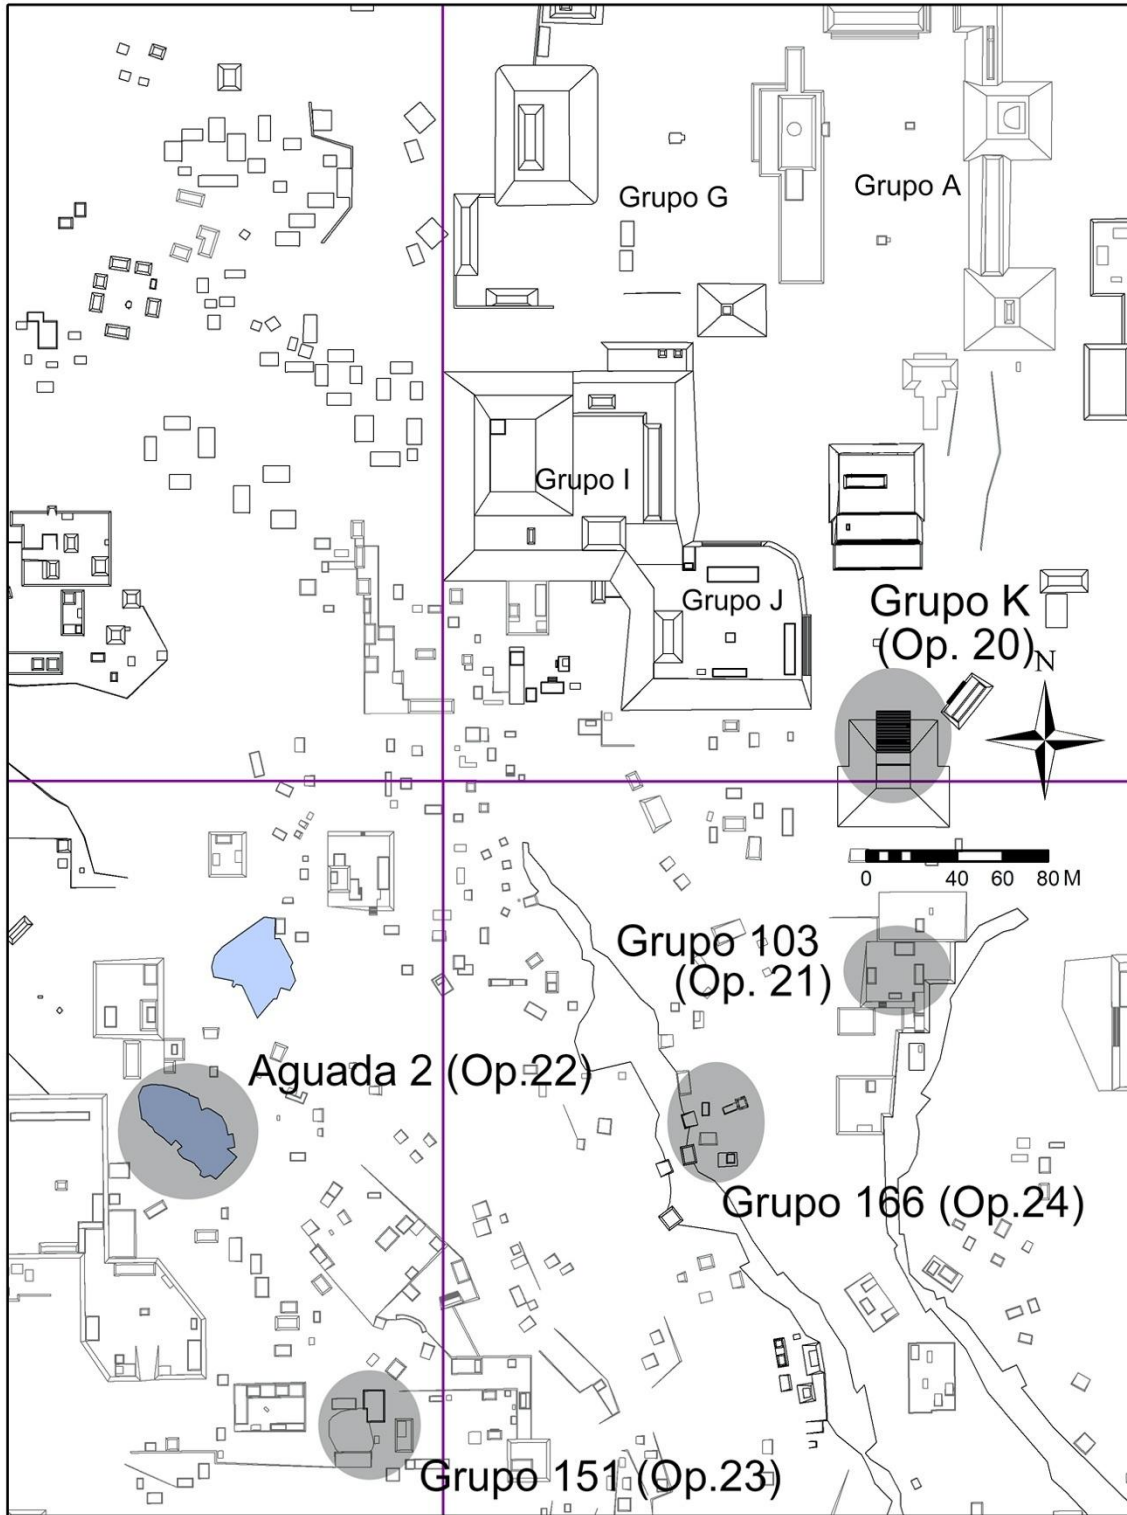 Grupo G
Grupo A
Grupo I
Grupo J
Grupo K
(Op. 20)
N
0 40 60 80 M
Grupo 103
(Op. 21)
Aguada 2 (Op.22)
Grupo 166 (Op.24)
Grupo 151 (Op.23)